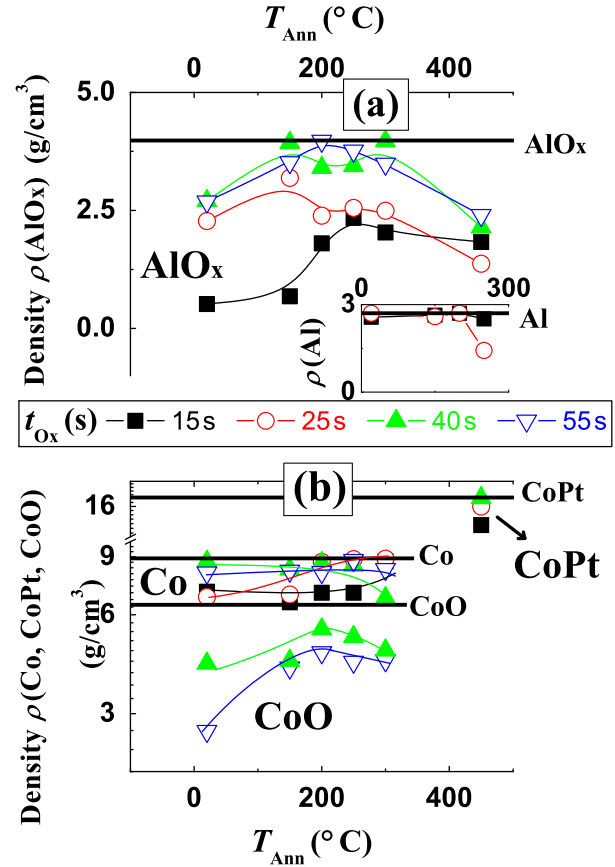 T_Ann (° C)
0 200 400
(a)
5.0
2.5
0.0
Density ρ(AlOx) (g/cm³)
AlOx
AlOx
0 300
3
0
ρ(Al)
Al
t_Ox (s) 15s 25s 40s 55s
(b)
16
9
6
3
Density ρ(Co, CoPt, CoO)
(g/cm³)
CoPt
CoPt
Co
Co
CoO
CoO
0 200 400
T_Ann (° C)